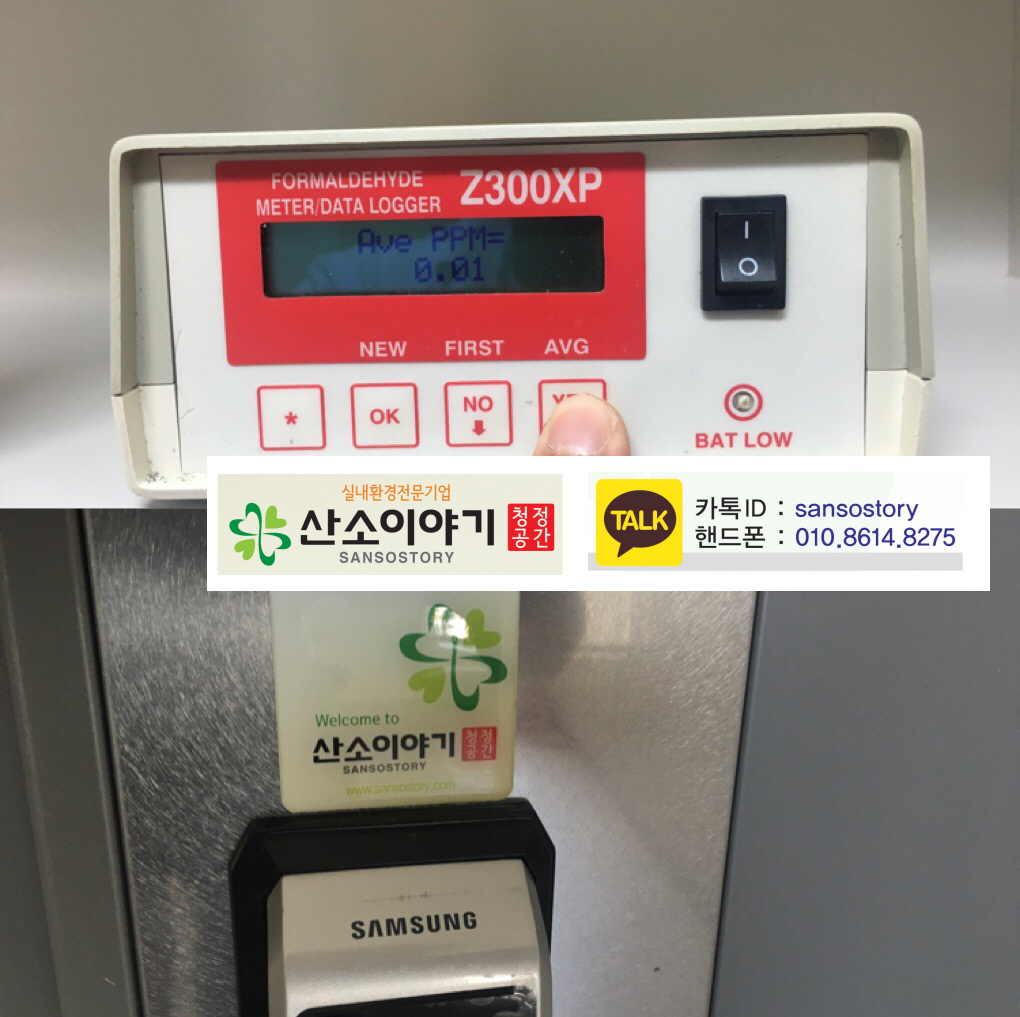 FORMALDEHYDE
METER/DATA LOGGER
Z300XP
Ave PPM=
0.01
NEW FIRST AVG
* OK NO
BAT LOW
실내환경전문기업
산소이야기
청정
공간
SANSOSTORY
TALK
카톡ID : sansostory
핸드폰 : 010.8614.8275
Welcome to
산소이야기
청정
공간
SANSOSTORY
www.sansostory.com
SAMSUNG